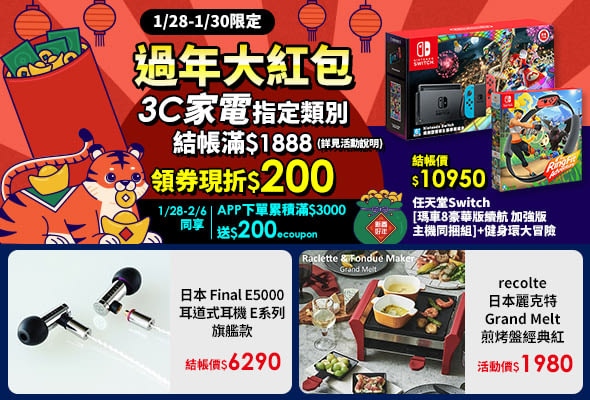 1/28-1/30限定
過年大紅包
3C家電指定類別
結帳滿$1888 (詳見活動說明)
領券現折$200
1/28-2/6
同享
APP下單累積滿$3000
送$200ecoupon
NINTENDO
SWITCH
Nintendo Switch
RingFit
Adventure
結帳價
$10950
任天堂Switch
[瑪車8豪華版續航 加強版
主機同捆組]+健身環大冒險
日本 Final E5000
耳道式耳機 E系列
旗艦款
結帳價$6290
Raclette & Fondue Maker
Grand Melt
recolte
日本麗克特
Grand Melt
煎烤盤經典紅
活動價$1980